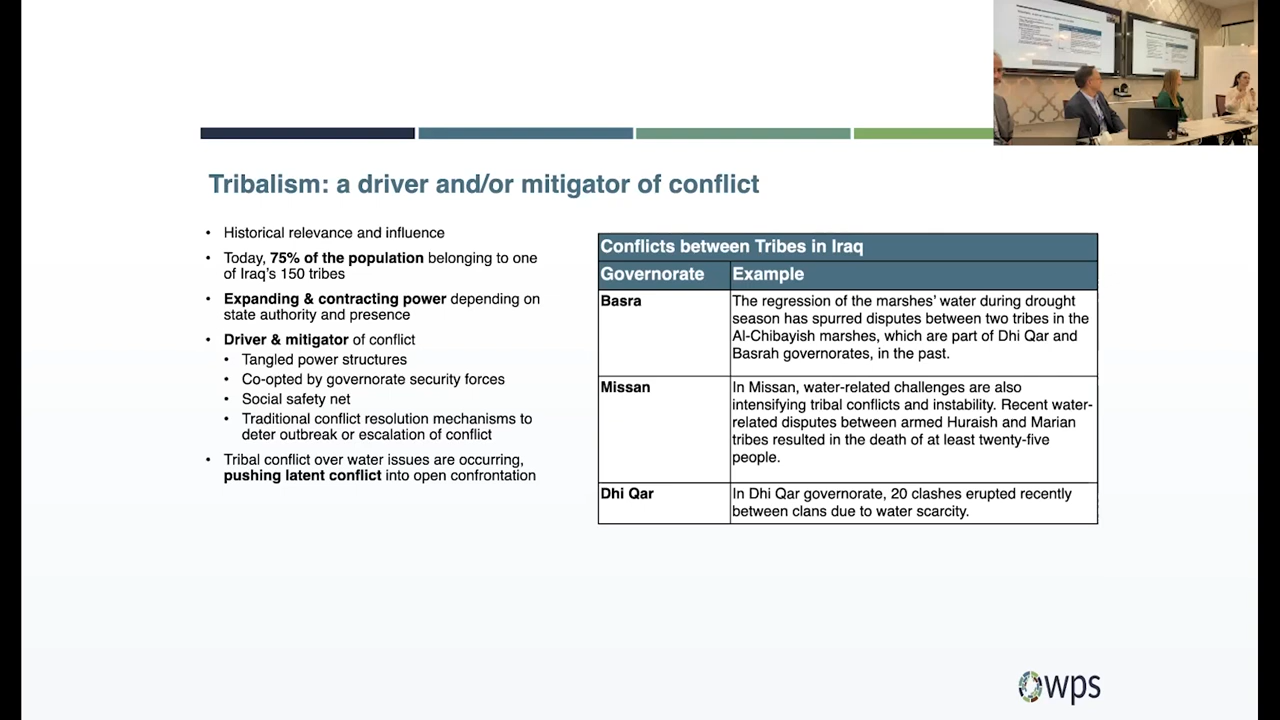 Tribalism: a driver and/or mitigator of conflict
• Historical relevance and influence
• Today, 75% of the population belonging to one
of Iraq's 150 tribes
• Expanding & contracting power depending on
state authority and presence
• Driver & mitigator of conflict
• Tangled power structures
• Co-opted by governorate security forces
• Social safety net
• Traditional conflict resolution mechanisms to
deter outbreak or escalation of conflict
• Tribal conflict over water issues are occurring,
pushing latent conflict into open confrontation
Conflicts between Tribes in Iraq
Governorate Example
Basra
The regression of the marshes' water during drought
season has spurred disputes between two tribes in the
Al-Chibayish marshes, which are part of Dhi Qar and
Basrah governorates, in the past.
Missan
In Missan, water-related challenges are also
intensifying tribal conflicts and instability. Recent water-
related disputes between armed Huraish and Marian
tribes resulted in the death of at least twenty-five
people.
Dhi Qar
In Dhi Qar governorate, 20 clashes erupted recently
between clans due to water scarcity.
wps